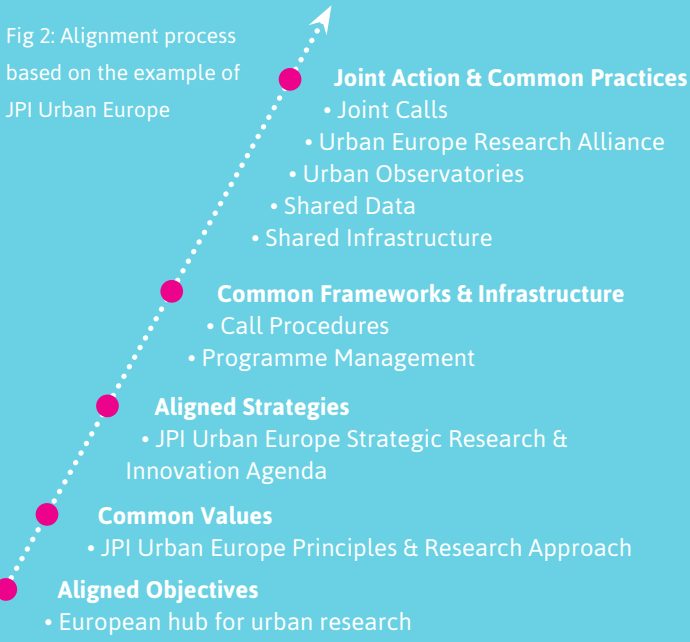 Fig 2: Alignment process
based on the example of
JPI Urban Europe
Joint Action & Common Practices
• Joint Calls
• Urban Europe Research Alliance
• Urban Observatories
• Shared Data
• Shared Infrastructure
Common Frameworks & Infrastructure
• Call Procedures
• Programme Management
Aligned Strategies
• JPI Urban Europe Strategic Research &
Innovation Agenda
Common Values
• JPI Urban Europe Principles & Research Approach
Aligned Objectives
• European hub for urban research